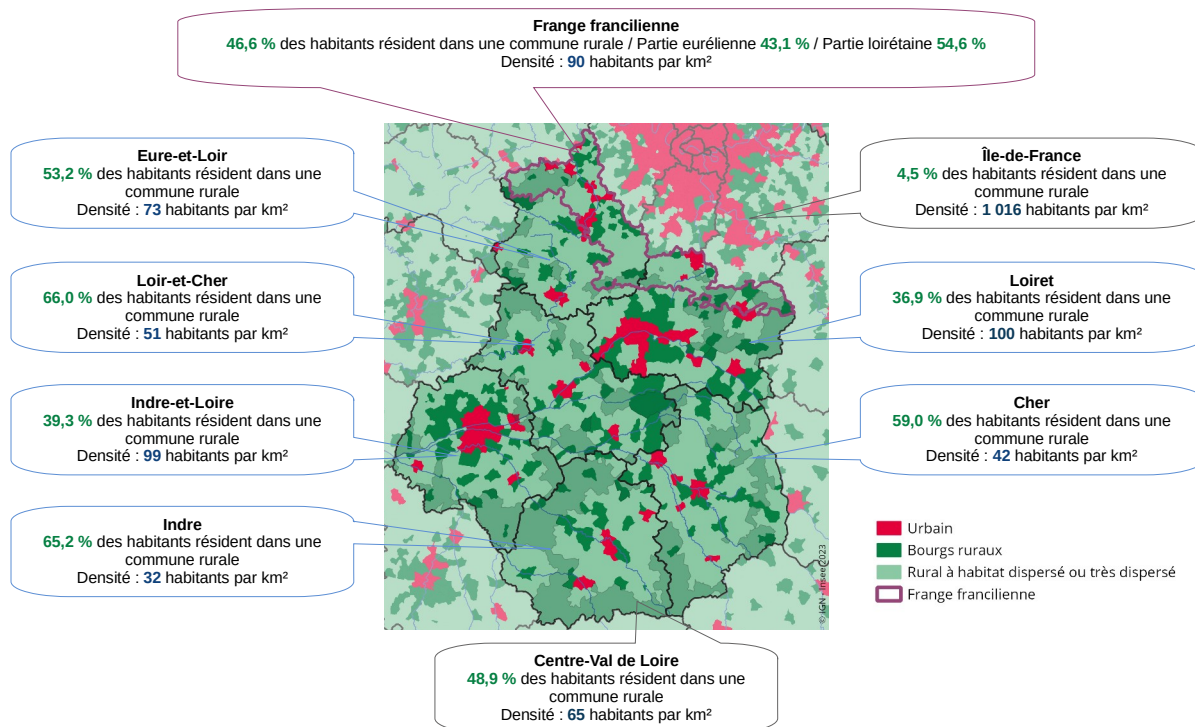 Frange francilienne
46,6 % des habitants résident dans une commune rurale / Partie eurélienne 43,1 % / Partie loirétaine 54,6 %
Densité : 90 habitants par km²
Eure-et-Loir
53,2 % des habitants résident dans une
commune rurale
Densité : 73 habitants par km²
Île-de-France
4,5 % des habitants résident dans une
commune rurale
Densité : 1 016 habitants par km²
Loir-et-Cher
66,0 % des habitants résident dans une
commune rurale
Densité : 51 habitants par km²
Loiret
36,9 % des habitants résident dans une
commune rurale
Densité : 100 habitants par km²
Indre-et-Loire
39,3 % des habitants résident dans une
commune rurale
Densité : 99 habitants par km²
Cher
59,0 % des habitants résident dans une
commune rurale
Densité : 42 habitants par km²
Indre
65,2 % des habitants résident dans une
commune rurale
Densité : 32 habitants par km²
Urbain
Bourgs ruraux
Rural à habitat dispersé ou très dispersé
Frange francilienne
© IGN - Insee 2023
Centre-Val de Loire
48,9 % des habitants résident dans une
commune rurale
Densité : 65 habitants par km²